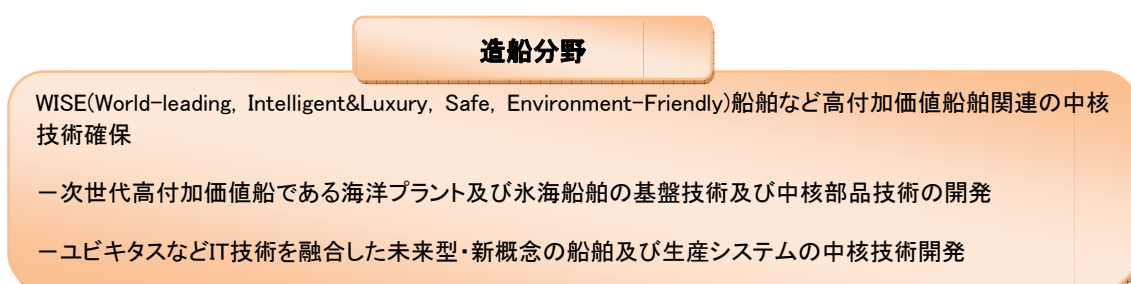 造船分野
WISE(World-leading, Intelligent&Luxury, Safe, Environment-Friendly)船舶など高付加価値船舶関連の中核
技術確保
－次世代高付加価値船である海洋プラント及び氷海船舶の基盤技術及び中核部品技術の開発
－ユビキタスなどIT技術を融合した未来型・新概念の船舶及び生産システムの中核技術開発